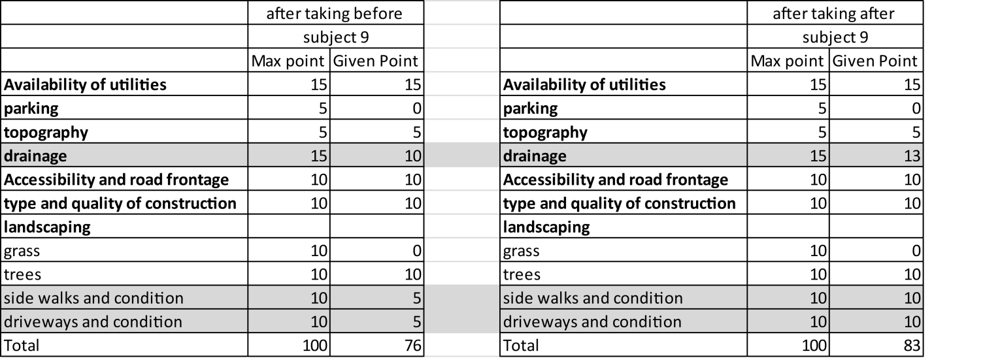 after taking before
subject 9
Max point Given Point
Availability of utilities 15 15
parking 5 0
topography 5 5
drainage 15 10
Accessibility and road frontage 10 10
type and quality of construction 10 10
landscaping
grass 10 0
trees 10 10
side walks and condition 10 5
driveways and condition 10 5
Total 100 76
after taking after
subject 9
Max point Given Point
Availability of utilities 15 15
parking 5 0
topography 5 5
drainage 15 13
Accessibility and road frontage 10 10
type and quality of construction 10 10
landscaping
grass 10 0
trees 10 10
side walks and condition 10 10
driveways and condition 10 10
Total 100 83